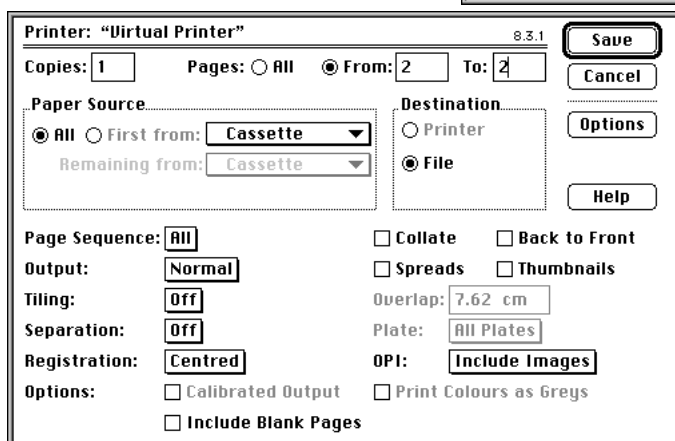 Printer: “Virtual Printer” 8.3.1
Save
Copies: 1 Pages: All From: 2 To: 2
Cancel
Paper Source Destination
All First from: Cassette Printer Options
Remaining from: Cassette File
Help
Page Sequence: All Collate Back to Front
Output: Normal Spreads Thumbnails
Tiling: Off Overlap: 7.62 cm
Separation: Off Plate: All Plates
Registration: Centred OPI: Include Images
Options: Calibrated Output Print Colours as Greys
Include Blank Pages